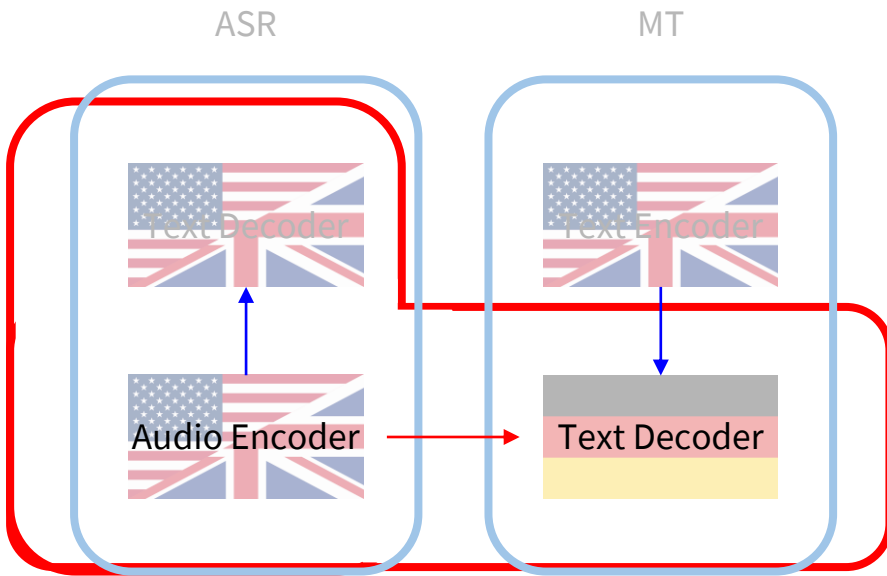 ASR
MT
Text Decoder
Text Encoder
Audio Encoder
Text Decoder